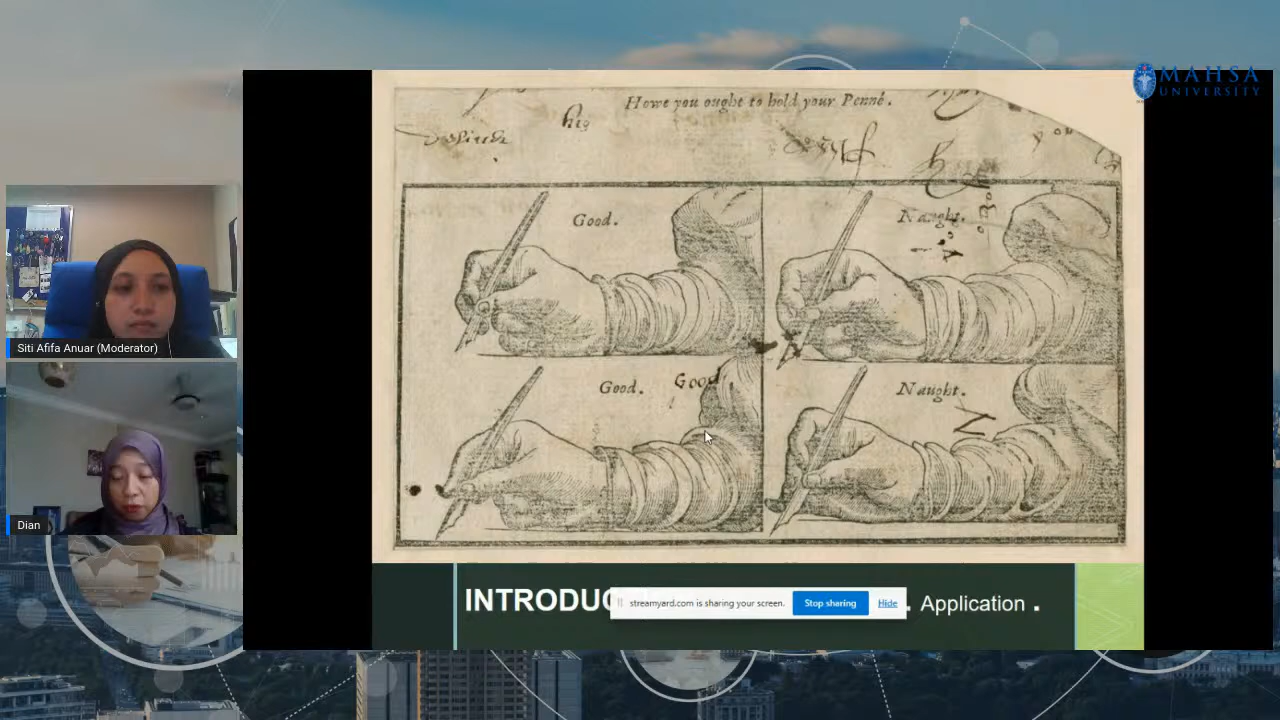 MAHSA
UNIVERSITY
Howe you ought to hold your Penne.
his
Good.
Naught.
Good.
Good
Naught.
Siti Afifa Anuar (Moderator)
Dian
INTRODUC
streamyard.com is sharing your screen.
Stop sharing
Hide
. Application .